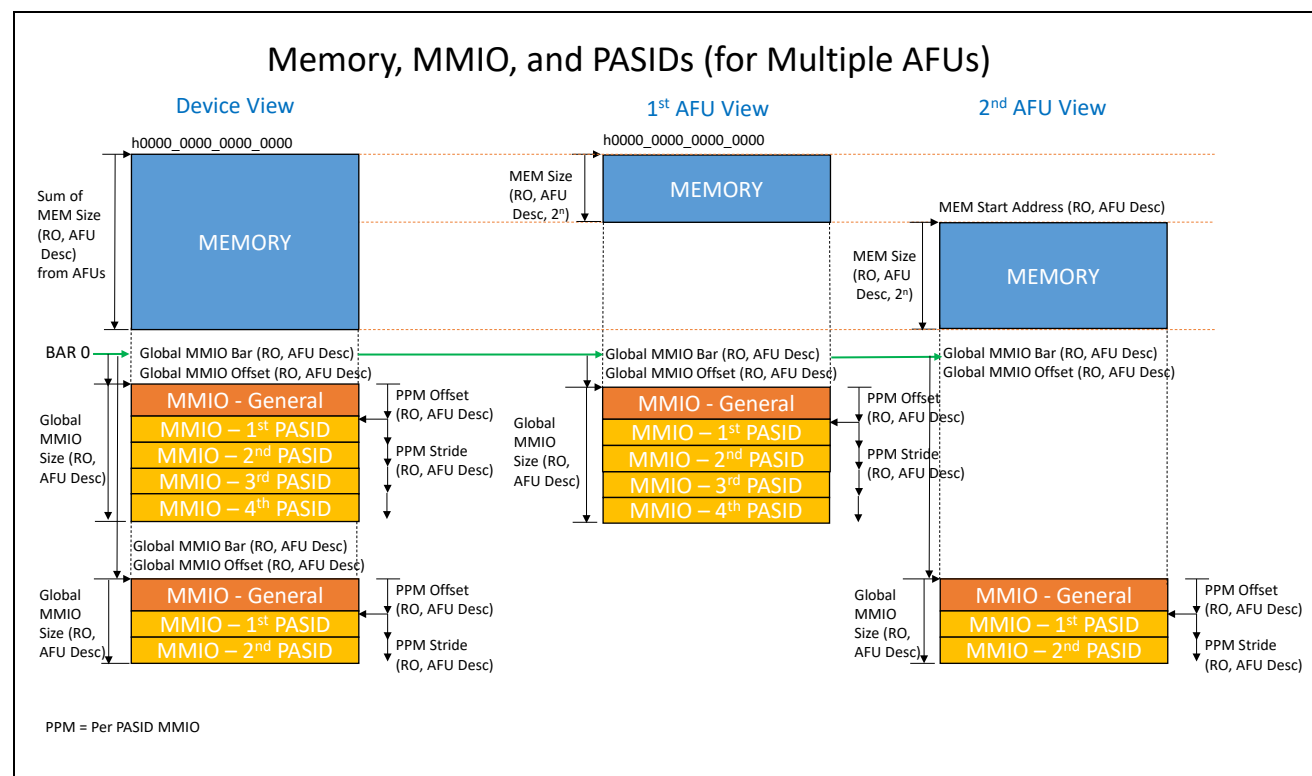 Memory, MMIO, and PASIDs (for Multiple AFUs)
Device View
h0000_0000_0000_0000
Sum of
MEM Size
(RO, AFU
Desc)
from AFUs
MEMORY
BAR 0
Global MMIO Bar (RO, AFU Desc)
Global MMIO Offset (RO, AFU Desc)
Global
MMIO
Size (RO,
AFU Desc)
MMIO - General
MMIO – 1st PASID
MMIO – 2nd PASID
MMIO – 3rd PASID
MMIO – 4th PASID
PPM Offset
(RO, AFU Desc)
PPM Stride
(RO, AFU Desc)
Global MMIO Bar (RO, AFU Desc)
Global MMIO Offset (RO, AFU Desc)
Global
MMIO
Size (RO,
AFU Desc)
MMIO - General
MMIO – 1st PASID
MMIO – 2nd PASID
PPM Offset
(RO, AFU Desc)
PPM Stride
(RO, AFU Desc)
1st AFU View
h0000_0000_0000_0000
MEM Size
(RO, AFU
Desc, 2ⁿ)
MEMORY
Global MMIO Bar (RO, AFU Desc)
Global MMIO Offset (RO, AFU Desc)
Global
MMIO
Size (RO,
AFU Desc)
MMIO - General
MMIO – 1st PASID
MMIO – 2nd PASID
MMIO – 3rd PASID
MMIO – 4th PASID
PPM Offset
(RO, AFU Desc)
PPM Stride
(RO, AFU Desc)
2nd AFU View
MEM Start Address (RO, AFU Desc)
MEM Size
(RO, AFU
Desc, 2ⁿ)
MEMORY
Global MMIO Bar (RO, AFU Desc)
Global MMIO Offset (RO, AFU Desc)
Global
MMIO
Size (RO,
AFU Desc)
MMIO - General
MMIO – 1st PASID
MMIO – 2nd PASID
PPM Offset
(RO, AFU Desc)
PPM Stride
(RO, AFU Desc)
PPM = Per PASID MMIO